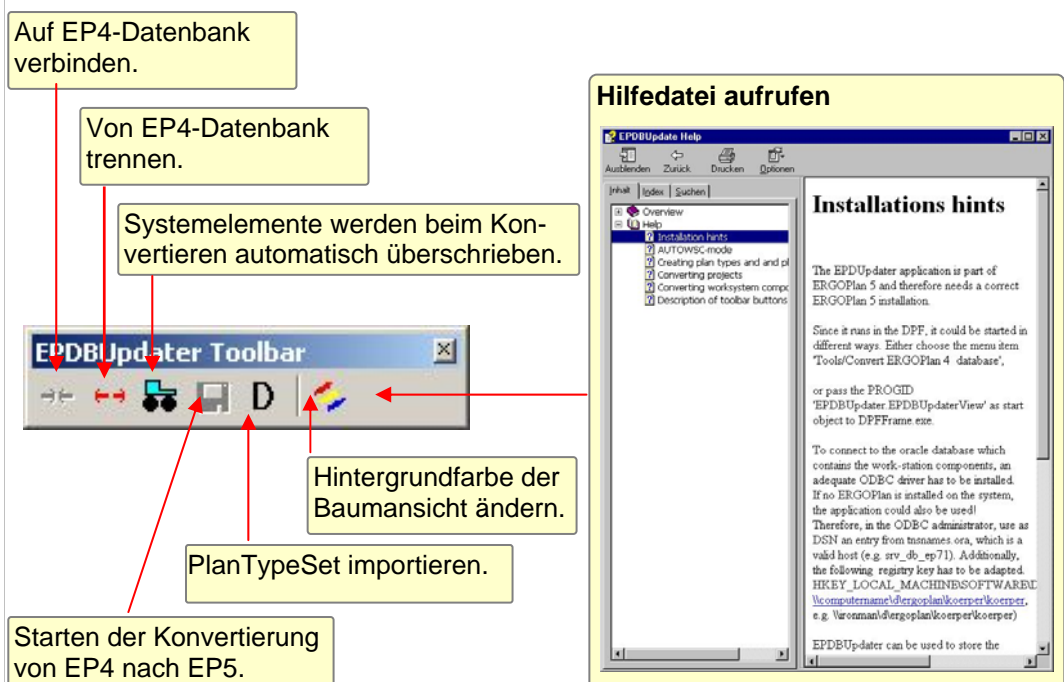 Auf EP4-Datenbank
verbinden.
Von EP4-Datenbank
trennen.
Systemelemente werden beim Kon-
vertieren automatisch überschrieben.
EPDBUpdater Toolbar
D
Hintergrundfarbe der
Baumansicht ändern.
PlanTypeSet importieren.
Starten der Konvertierung
von EP4 nach EP5.
Hilfedatei aufrufen
EPDBUpdate Help
Ausblenden Zurück Drucken Optionen
Inhalt Index Suchen
Overview
Help
Installation hints
AUTOWSC-mode
Creating plan types and and pl
Converting projects
Converting worksystem compo
Description of toolbar buttons
Installations hints
The EPDUpdater application is part of
ERGOPlan 5 and therefore needs a correct
ERGOPlan 5 installation.
Since it runs in the DPF, it could be started in
different ways. Either choose the menu item
'Tools/Convert ERGOPlan 4 database',
or pass the PROGID
'EPDBUpdater.EPDBUpdaterView' as start
object to DPFFrame.exe.
To connect to the oracle database which
contains the work-station components, an
adequate ODBC driver has to be installed.
If no ERGOPlan is installed on the system,
the application could also be used!
Therefore, in the ODBC administrator, use as
DSN an entry from tnsnames.ora, which is a
valid host (e.g. srv_db_ep71). Additionally,
the following registry key has to be adapted.
HKEY_LOCAL_MACHINE\SOFTWARE\D
\\computername\d\ergoplan\koerper\koerper,
e.g. \\ironman\d\ergoplan\koerper\koerper)
EPDBUpdater can be used to store the